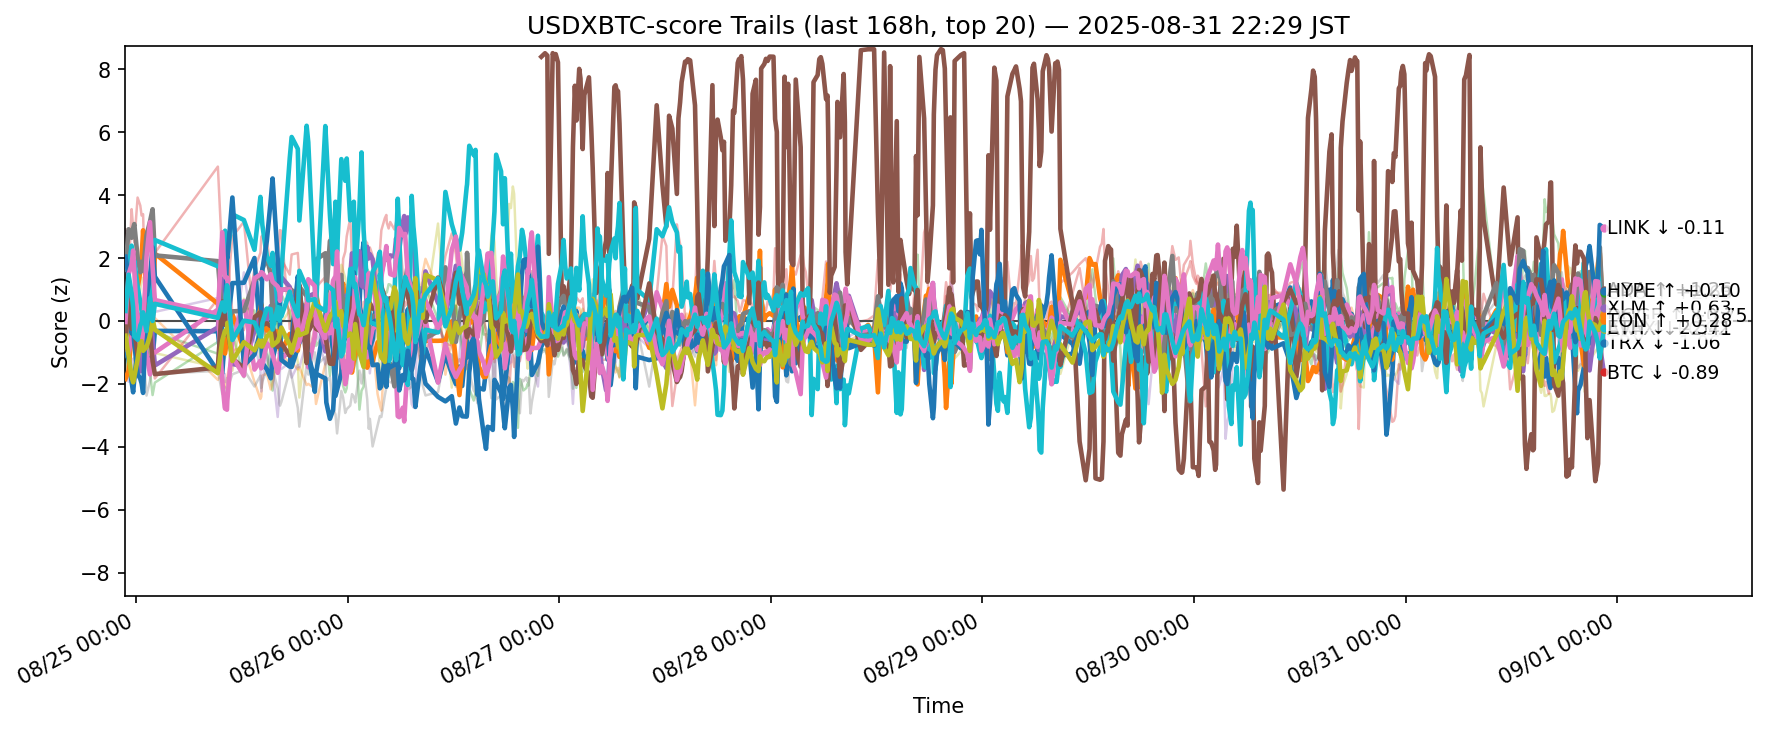 USDXBTC-score Trails (last 168h, top 20) — 2025-08-31 22:29 JST
Score (z)
8
6
4
2
0
−2
−4
−6
−8
LINK ↓ -0.11
HYPE ↑ +0.10
XLM ↑ +0.63
TON ↑ +0.28
TRX ↓ -1.06
BTC ↓ -0.89
08/25 00:00
08/26 00:00
08/27 00:00
08/28 00:00
08/29 00:00
08/30 00:00
08/31 00:00
09/01 00:00
Time